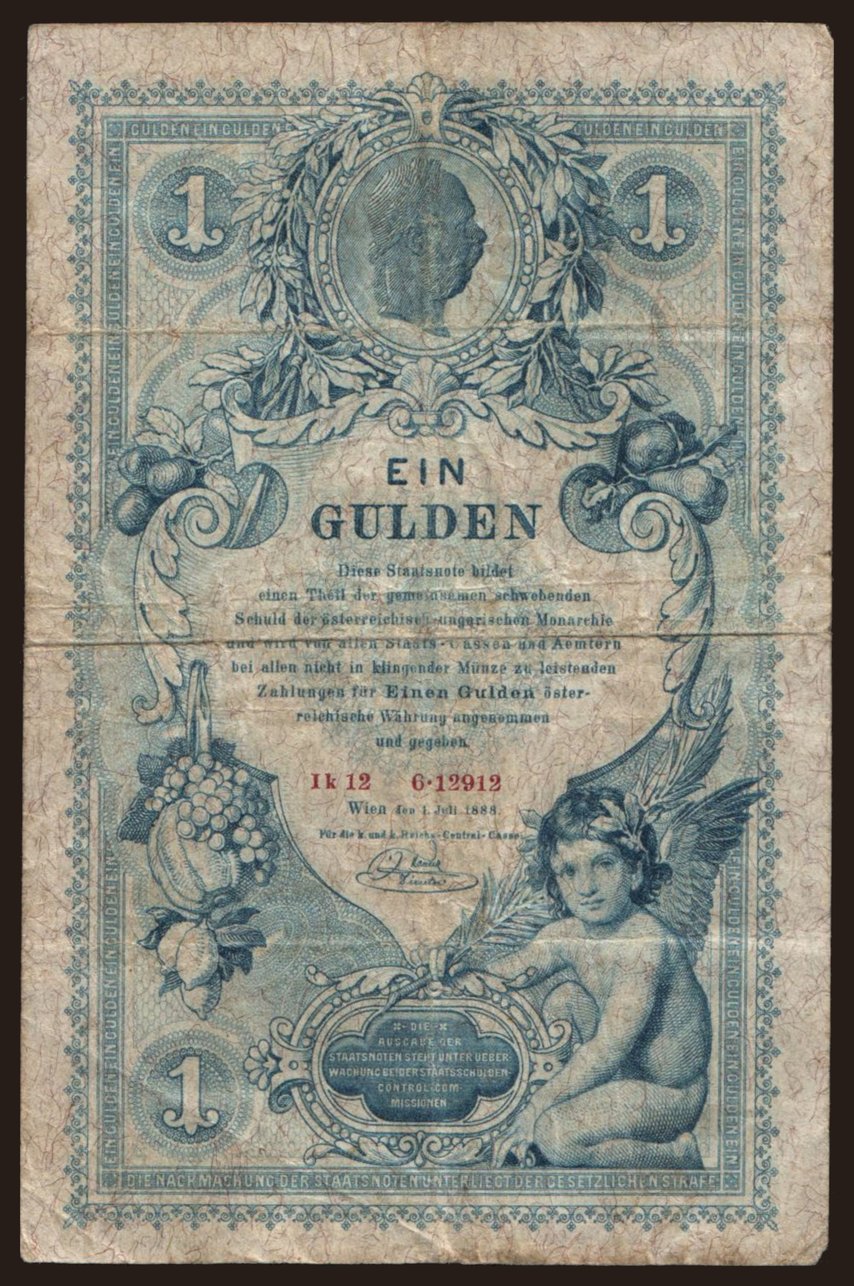 GULDEN EIN GULDEN
GULDEN EIN GULDEN
1
1
EIN
GULDEN
Diese Staatsnote bildet
einen Theil der gemeinsamen schwebenden
Schuld der österreichisch-ungarischen Monarchie
und wird von allen Staats-Cassen und Aemtern
bei allen nicht in klingender Münze zu leistenden
Zahlungen für Einen Gulden öster-
reichische Währung angenommen
und gegeben.
Ik 12 6·12912
Wien den 1. Juli 1888.
Für die k. und k. Reichs-Central-Casse.
DIE
AUSGABE DER
STAATSNOTEN STEHT UNTER UEBER-
WACHUNG BEIDER STAATSSCHULDEN-
CONTROL-COM-
MISSIONEN
1
DIE NACHMACHUNG DER STAATSNOTEN UNTERLIEGT DER GESETZLICHEN STRAFE